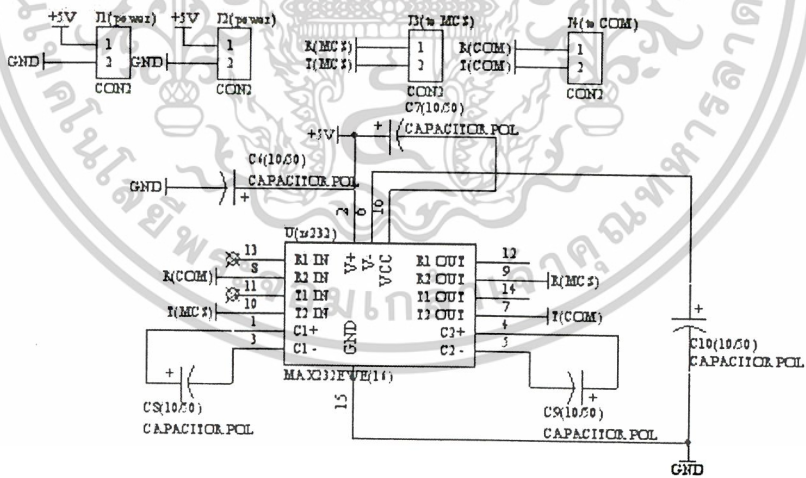 +5V J1(power) +5V J2(power) J3(to MCS) J4(to COM)
1 1 R(MCS) 1 R(COM) 1
GND 2 GND 2 T(MCS) 2 T(COM) 2
CON2 CON2 CON2 CON2
C7(10/50)
+5V + CAPACITOR POL
C6(10/50)
GND + CAPACITOR POL
2 6 16
U(rs232)
13 R1 IN V+ V- VCC R1 OUT 12
R(COM) 8 R2 IN R2 OUT 9 R(MCS)
11 T1 IN T1 OUT 14
T(MCS) 10 T2 IN T2 OUT 7 T(COM)
1 C1+ GND C2+ 4
3 C1- C2- 5
MAX232EWE(16)
+
C10(10/50)
CAPACITOR POL
+ +
C8(10/50) 15 C9(10/50)
CAPACITOR POL CAPACITOR POL
GND